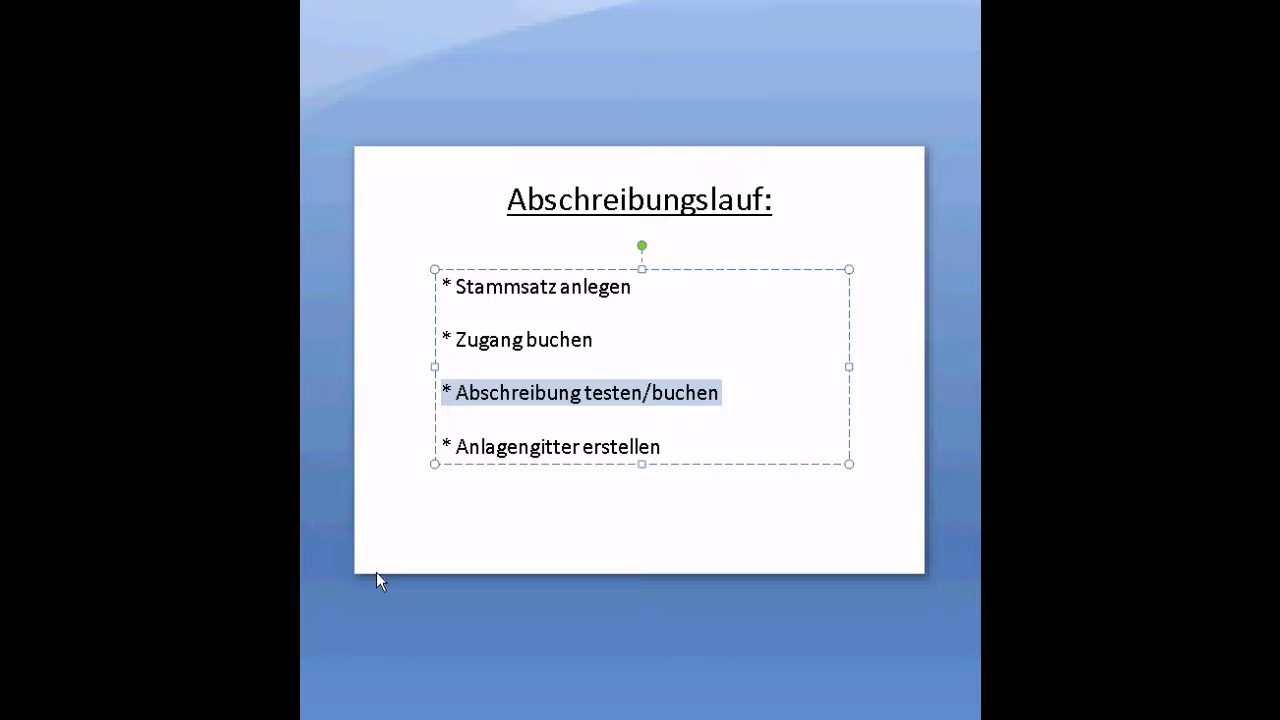 Abschreibungslauf:
* Stammsatz anlegen
* Zugang buchen
* Abschreibung testen/buchen
* Anlagengitter erstellen